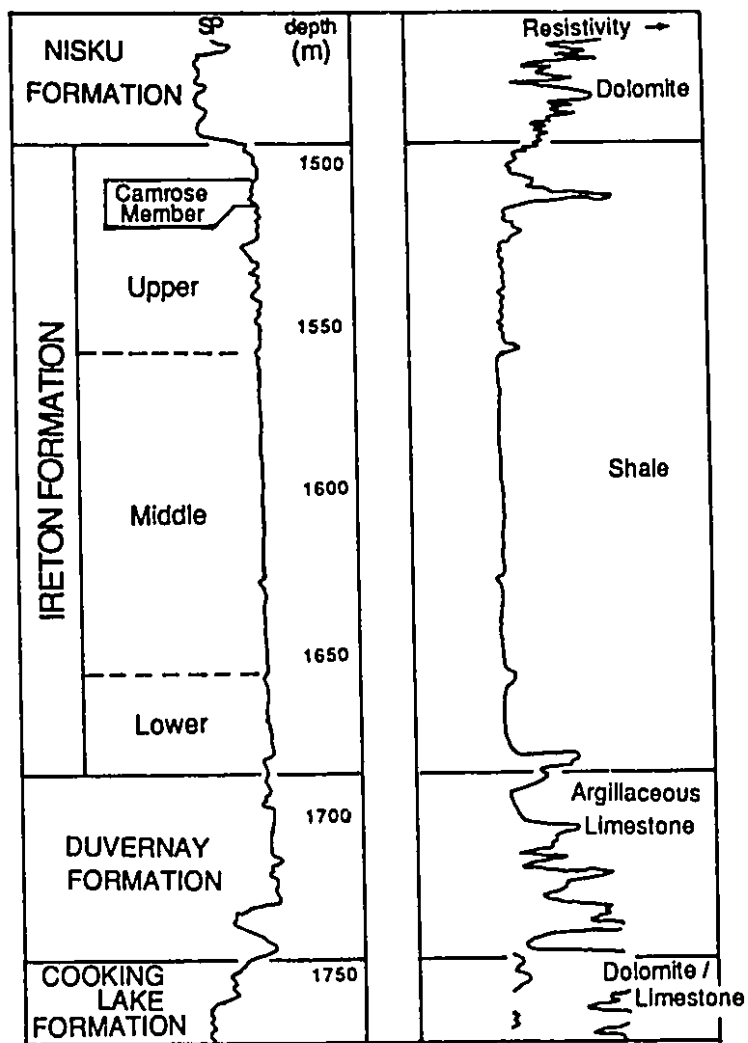 SP
depth
(m)
Resistivity →
NISKU
FORMATION
Dolomite
1500
Camrose
Member
Upper
1550
IRETON FORMATION
Middle
1600
Shale
1650
Lower
1700
Argillaceous
Limestone
DUVERNAY
FORMATION
1750
COOKING
LAKE
FORMATION
Dolomite /
Limestone